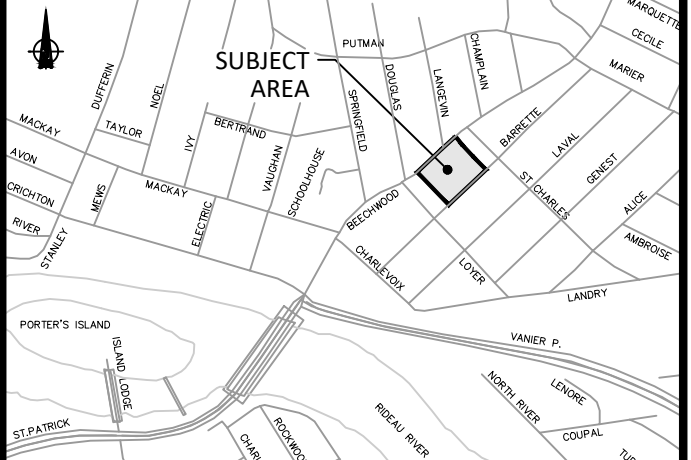 MARQUETTE
CECILE
MARIER
PUTMAN
CHAMPLAIN
SUBJECT
AREA
DUFFERIN
NOEL
DOUGLAS
LANGEVIN
SPRINGFIELD
MACKAY
TAYLOR
IVY
BERTRAND
BARRETTE
LAVAL
GENEST
AVON
VAUGHAN
SCHOOLHOUSE
CRICHTON
MEWS
MACKAY
ST.CHARLES
ALICE
BEECHWOOD
RIVER
STANLEY
ELECTRIC
AMBROISE
CHARLEVOIX
LOYER
LANDRY
PORTER'S ISLAND
ISLAND LODGE
VANIER P.
NORTH RIVER
LENORE
ST.PATRICK
RIDEAU RIVER
COUPAL